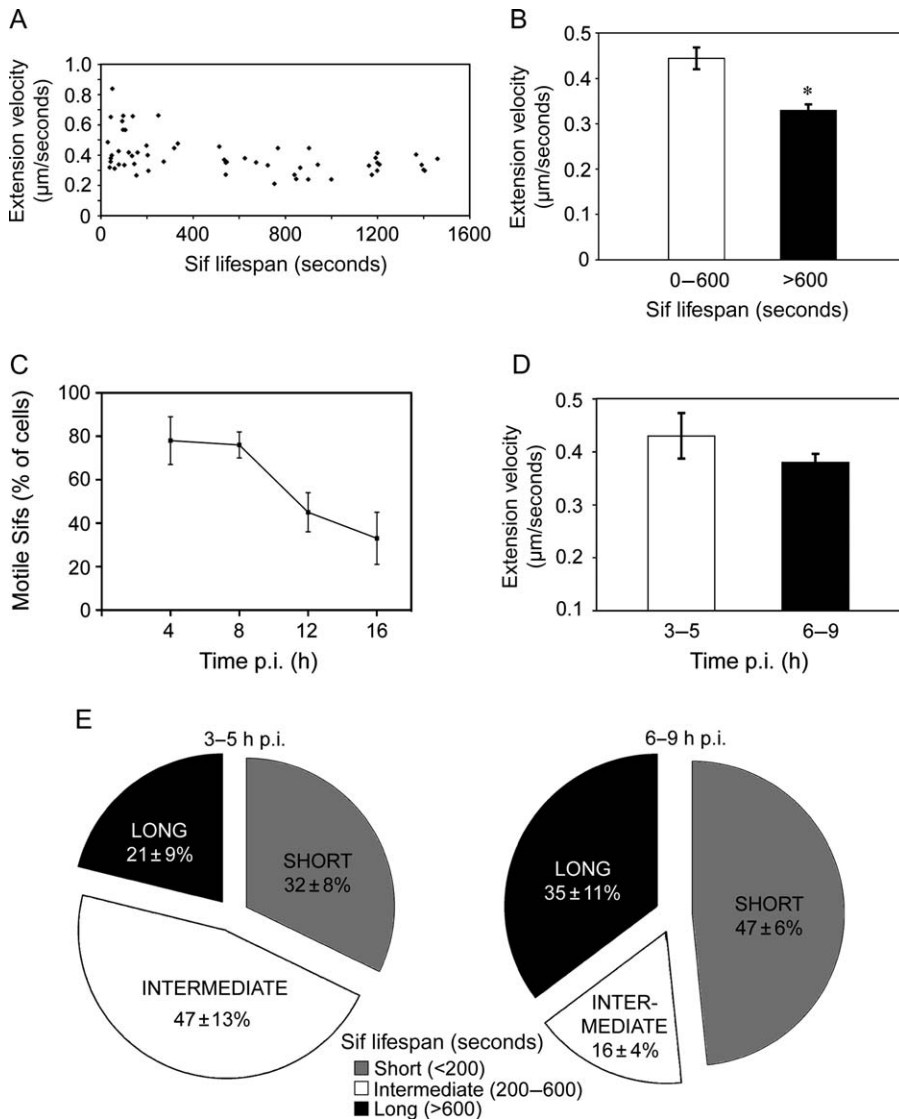 A
Extension velocity
(µm/seconds)
1.0
0.8
0.6
0.4
0.2
0
0
400
800
1200
1600
Sif lifespan (seconds)
B
Extension velocity
(µm/seconds)
0.5
0.4
0.3
0.2
0.1
0
*
0–600
>600
Sif lifespan (seconds)
C
Motile Sifs (% of cells)
100
80
60
40
20
0
4
8
12
16
Time p.i. (h)
D
Extension velocity
(µm/seconds)
0.5
0.4
0.3
0.2
0.1
3–5
6–9
Time p.i. (h)
E
3–5 h p.i.
LONG
21 ± 9%
SHORT
32 ± 8%
INTERMEDIATE
47 ± 13%
6–9 h p.i.
LONG
35 ± 11%
SHORT
47 ± 6%
INTER-
MEDIATE
16 ± 4%
Sif lifespan (seconds)
Short (<200)
Intermediate (200–600)
Long (>600)